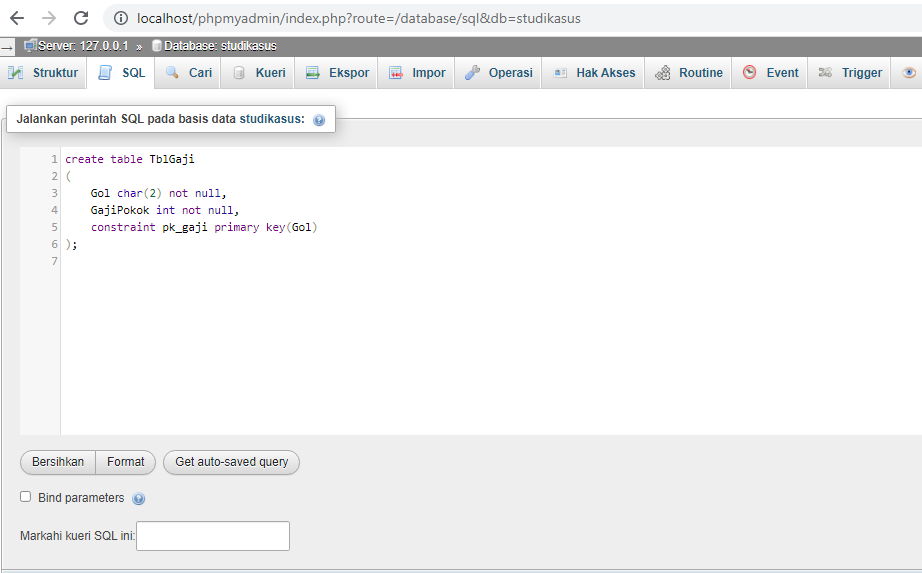 localhost/phpmyadmin/index.php?route=/database/sql&db=studikasus
Server: 127.0.0.1 » Database: studikasus
Struktur SQL Cari Kueri Ekspor Impor Operasi Hak Akses Routine Event Trigger
Jalankan perintah SQL pada basis data studikasus:
1 create table TblGaji
2 (
3 Gol char(2) not null,
4 GajiPokok int not null,
5 constraint pk_gaji primary key(Gol)
6 );
7
Bersihkan Format Get auto-saved query
Bind parameters
Markahi kueri SQL ini: